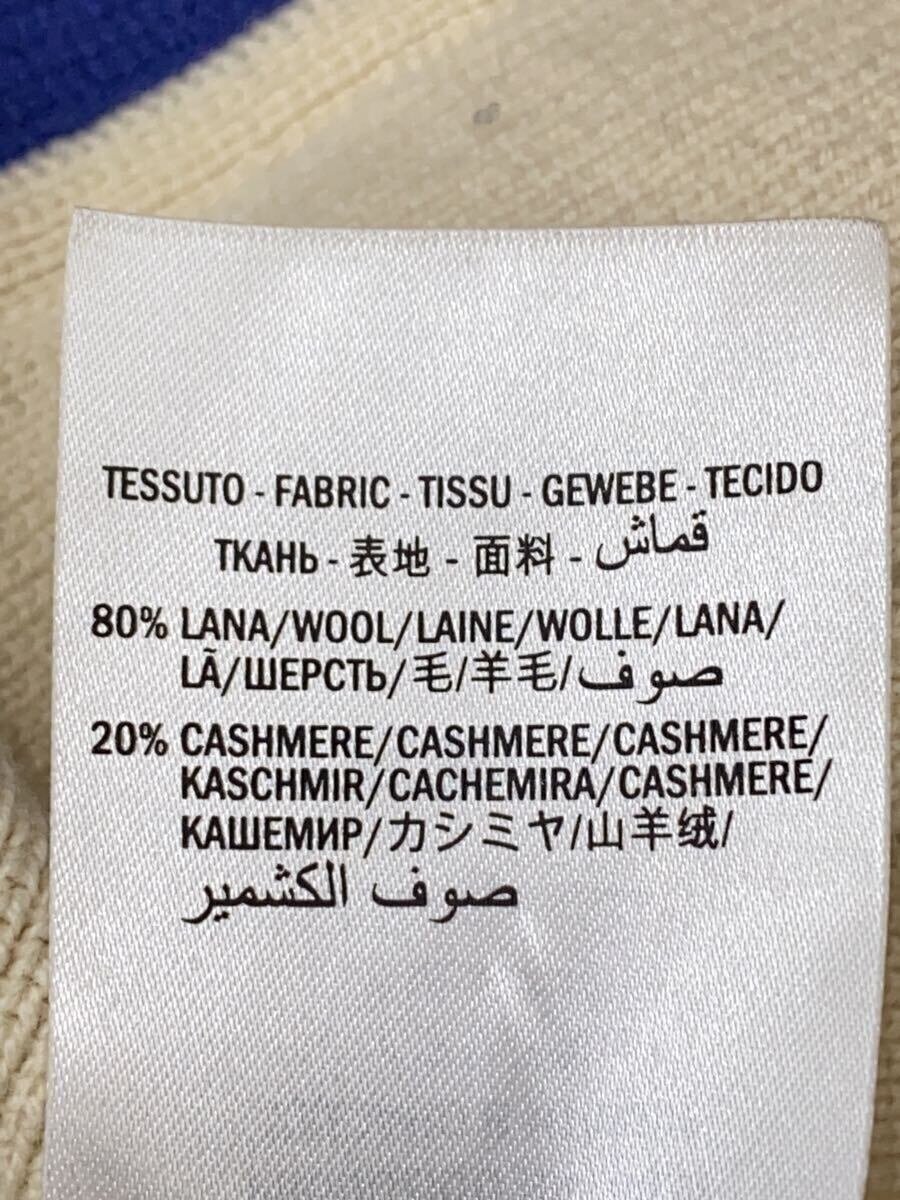 TESSUTO - FABRIC - TISSU - GEWEBE - TECIDO
ТКАНЬ - 表地 - 面料 - قماش
80% LANA/WOOL/LAINE/WOLLE/LANA/
LÃ/ШЕРСТЬ/毛/羊毛/صوف
20% CASHMERE/CASHMERE/CASHMERE/
KASCHMIR/CACHEMIRA/CASHMERE/
КАШЕМИР/カシミヤ/山羊绒/
صوف الكشمير